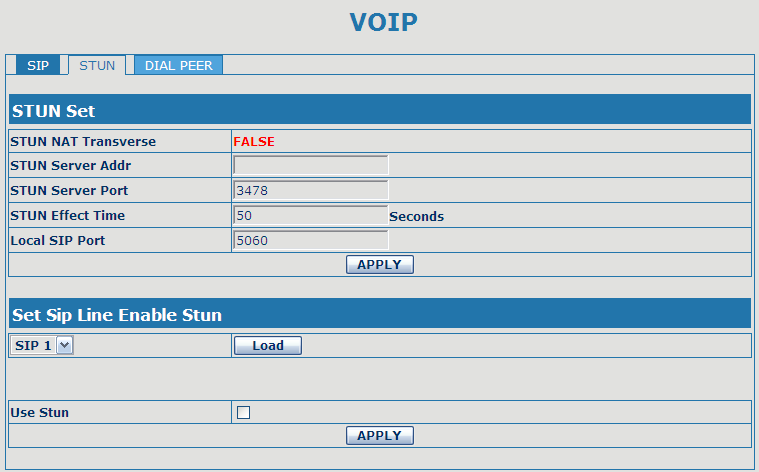 VOIP
SIP STUN DIAL PEER
STUN Set
STUN NAT Transverse FALSE
STUN Server Addr
STUN Server Port 3478
STUN Effect Time 50 Seconds
Local SIP Port 5060
APPLY
Set Sip Line Enable Stun
SIP 1 Load
Use Stun
APPLY